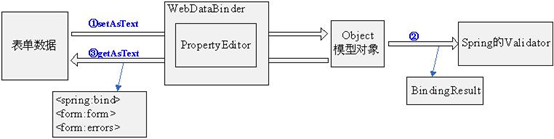 WebDataBinder
①setAsText
PropertyEditor
表单数据
③getAsText
Object
模型对象
②
Spring的Validator
BindingResult
<spring:bind>
<form:form>
<form:errors>